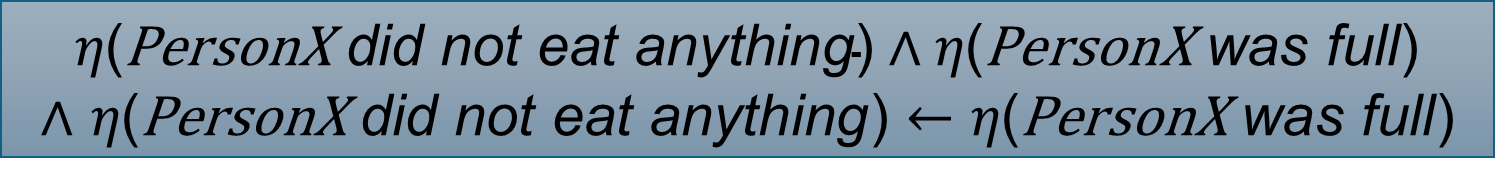 η(PersonX did not eat anything-) ∧ η(PersonX was full)
∧ η(PersonX did not eat anything) ← η(PersonX was full)